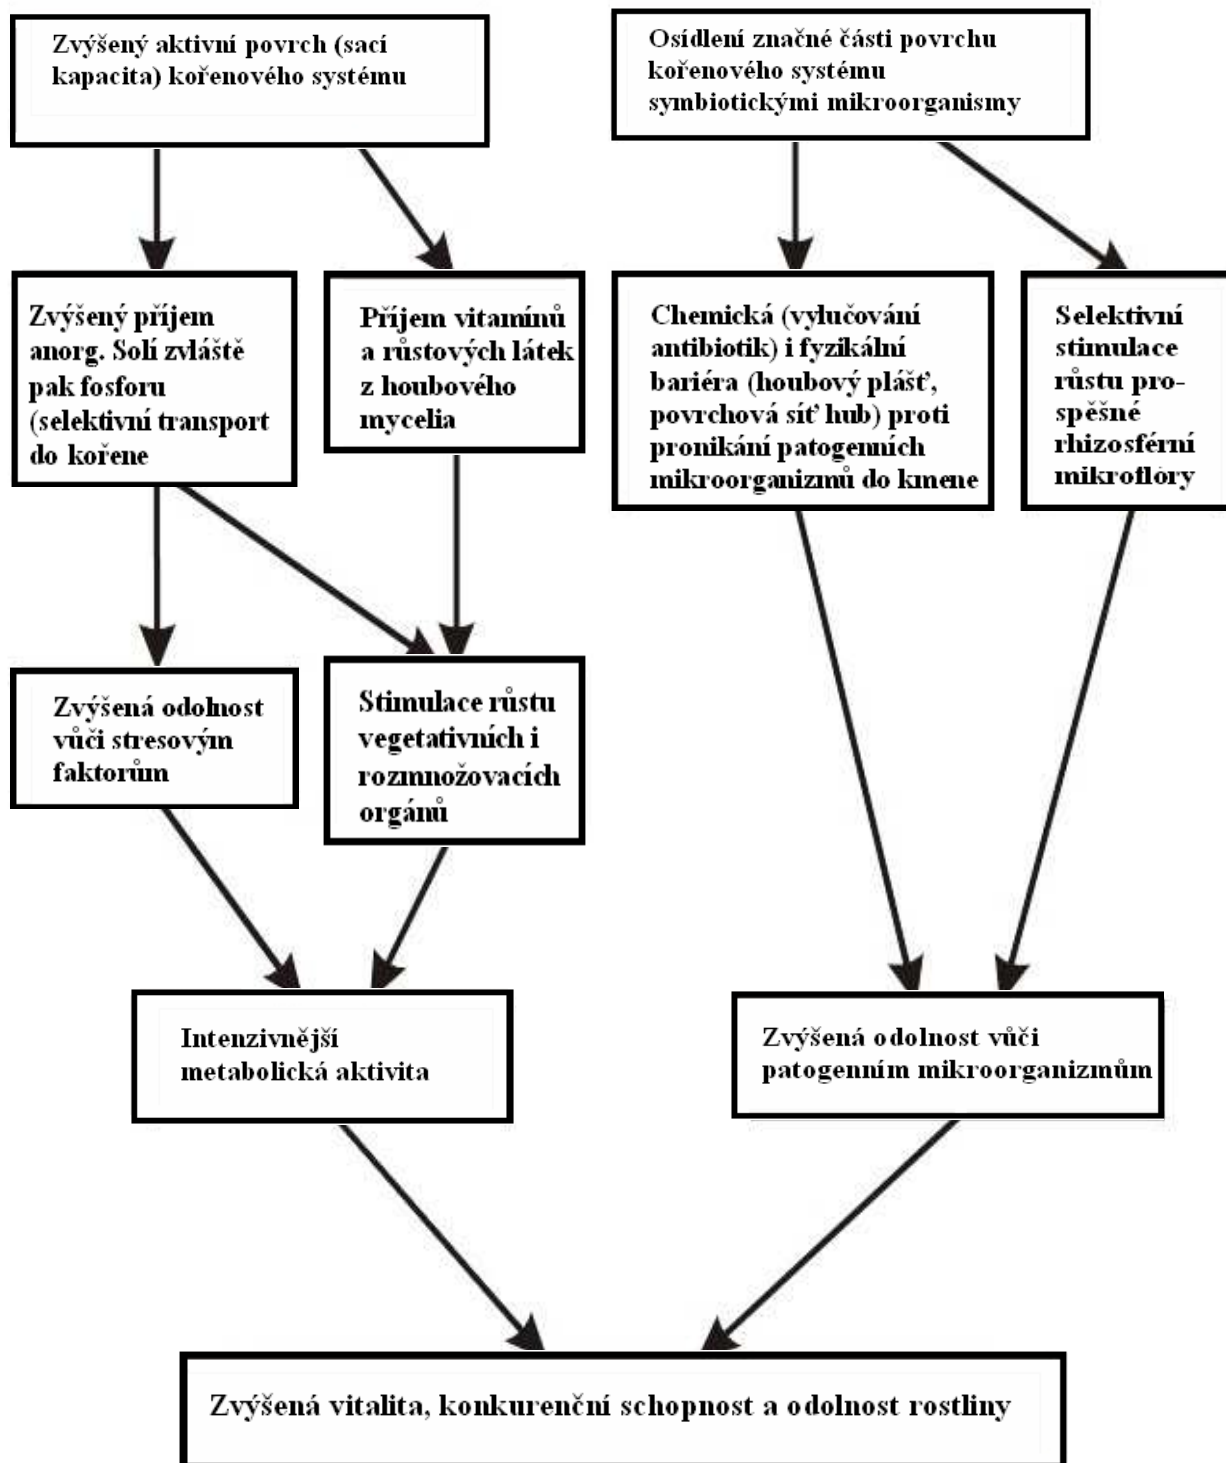 Zvýšený aktivní povrch (sací
kapacita) kořenového systému
Osídlení značné části povrchu
kořenového systému
symbiotickými mikroorganismy
Zvýšený příjem
anorg. Solí zvláště
pak fosforu
(selektivní transport
do kořene
Příjem vitamínů
a růstových látek
z houbového
mycelia
Chemická (vylučování
antibiotik) i fyzikální
bariéra (houbový plášť,
povrchová síť hub) proti
pronikání patogenních
mikroorganizmů do kmene
Selektivní
stimulace
růstu pro-
spěšné
rhizosférní
mikroflóry
Zvýšená odolnost
vůči stresovým
faktorům
Stimulace růstu
vegetativních i
rozmnožovacích
orgánů
Intenzivnější
metabolická aktivita
Zvýšená odolnost vůči
patogenním mikroorganizmům
Zvýšená vitalita, konkurenční schopnost a odolnost rostliny